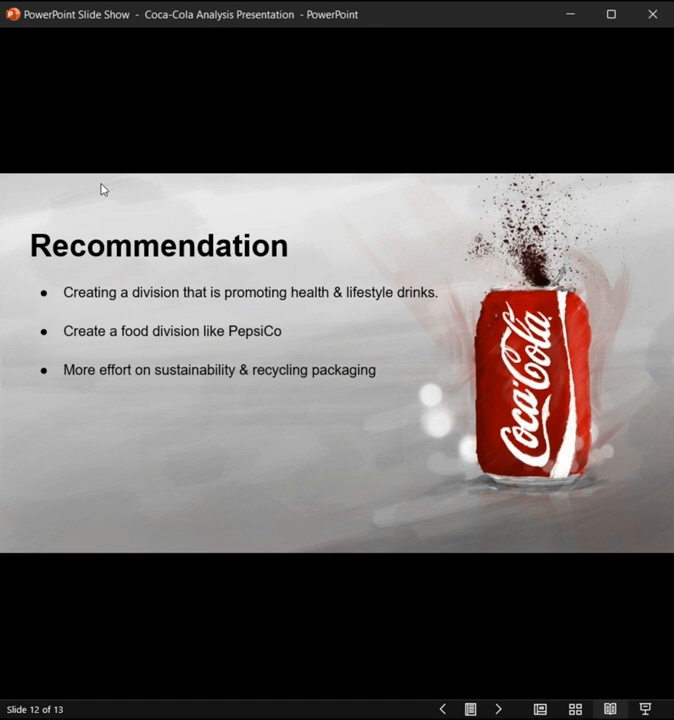 PowerPoint Slide Show - Coca-Cola Analysis Presentation - PowerPoint
Recommendation
● Creating a division that is promoting health & lifestyle drinks.
● Create a food division like PepsiCo
● More effort on sustainability & recycling packaging
Coca-Cola
Slide 12 of 13